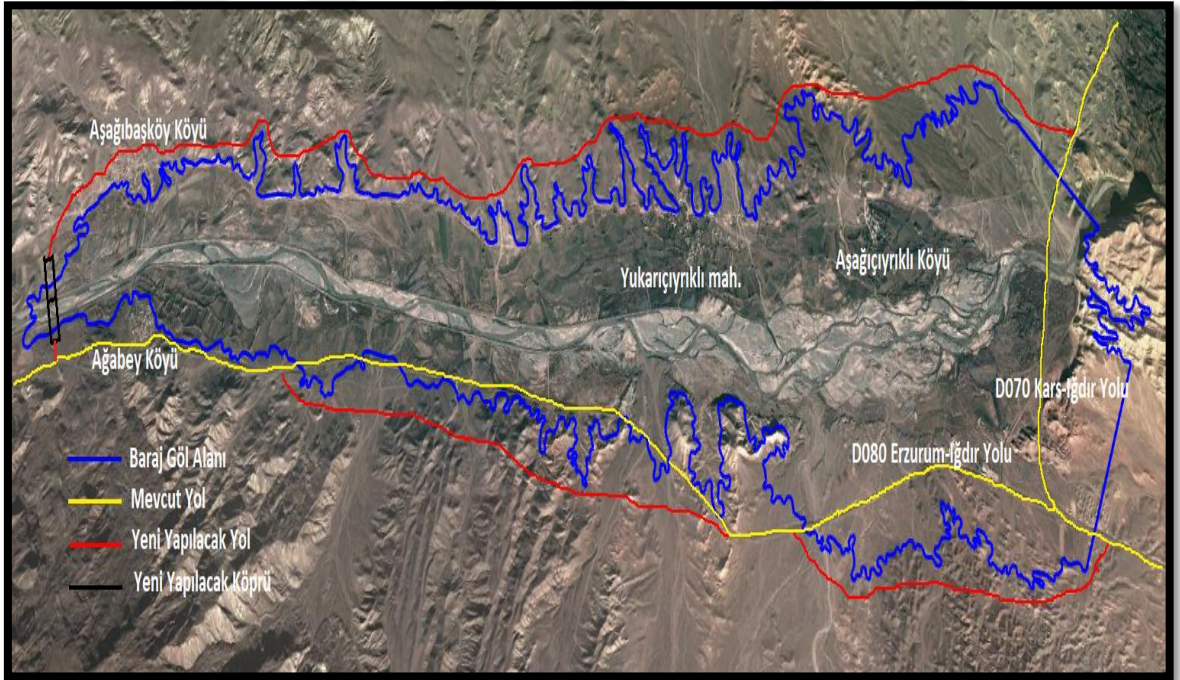 Aşağıbaşköy Köyü
Yukarıçıyrıklı mah.
Aşağıçıyrıklı Köyü
Ağabey Köyü
D070 Kars-Iğdır Yolu
D080 Erzurum-Iğdır Yolu
Baraj Göl Alanı
Mevcut Yol
Yeni Yapılacak Yol
Yeni Yapılacak Köprü